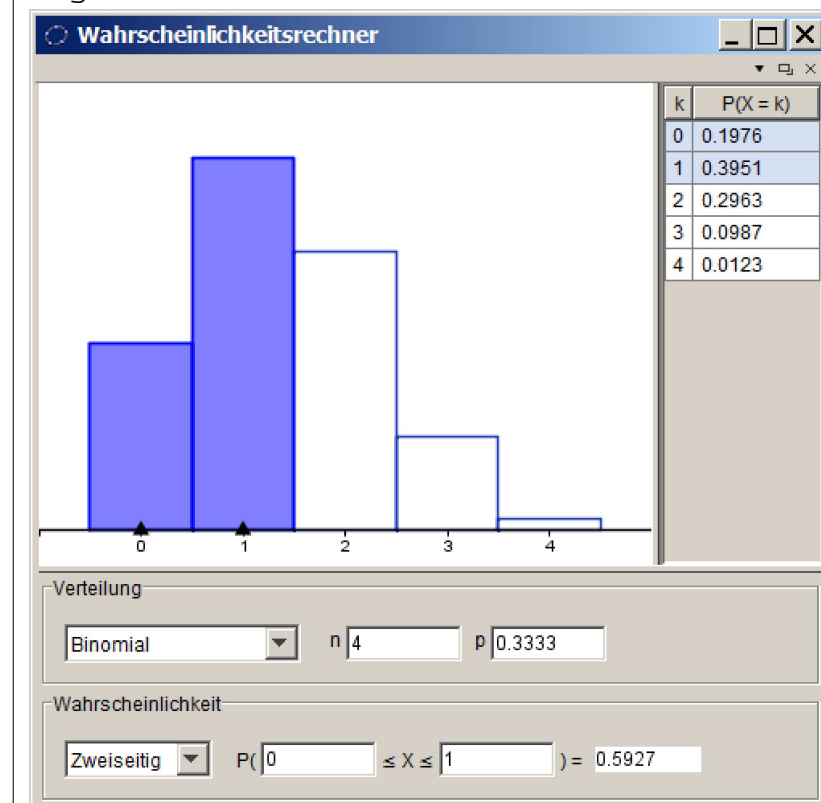 Wahrscheinlichkeitsrechner
k P(X = k)
0 0.1976
1 0.3951
2 0.2963
3 0.0987
4 0.0123
0 1 2 3 4
Verteilung
Binomial n 4 p 0.3333
Wahrscheinlichkeit
Zweiseitig P( 0 ≤ X ≤ 1 ) = 0.5927